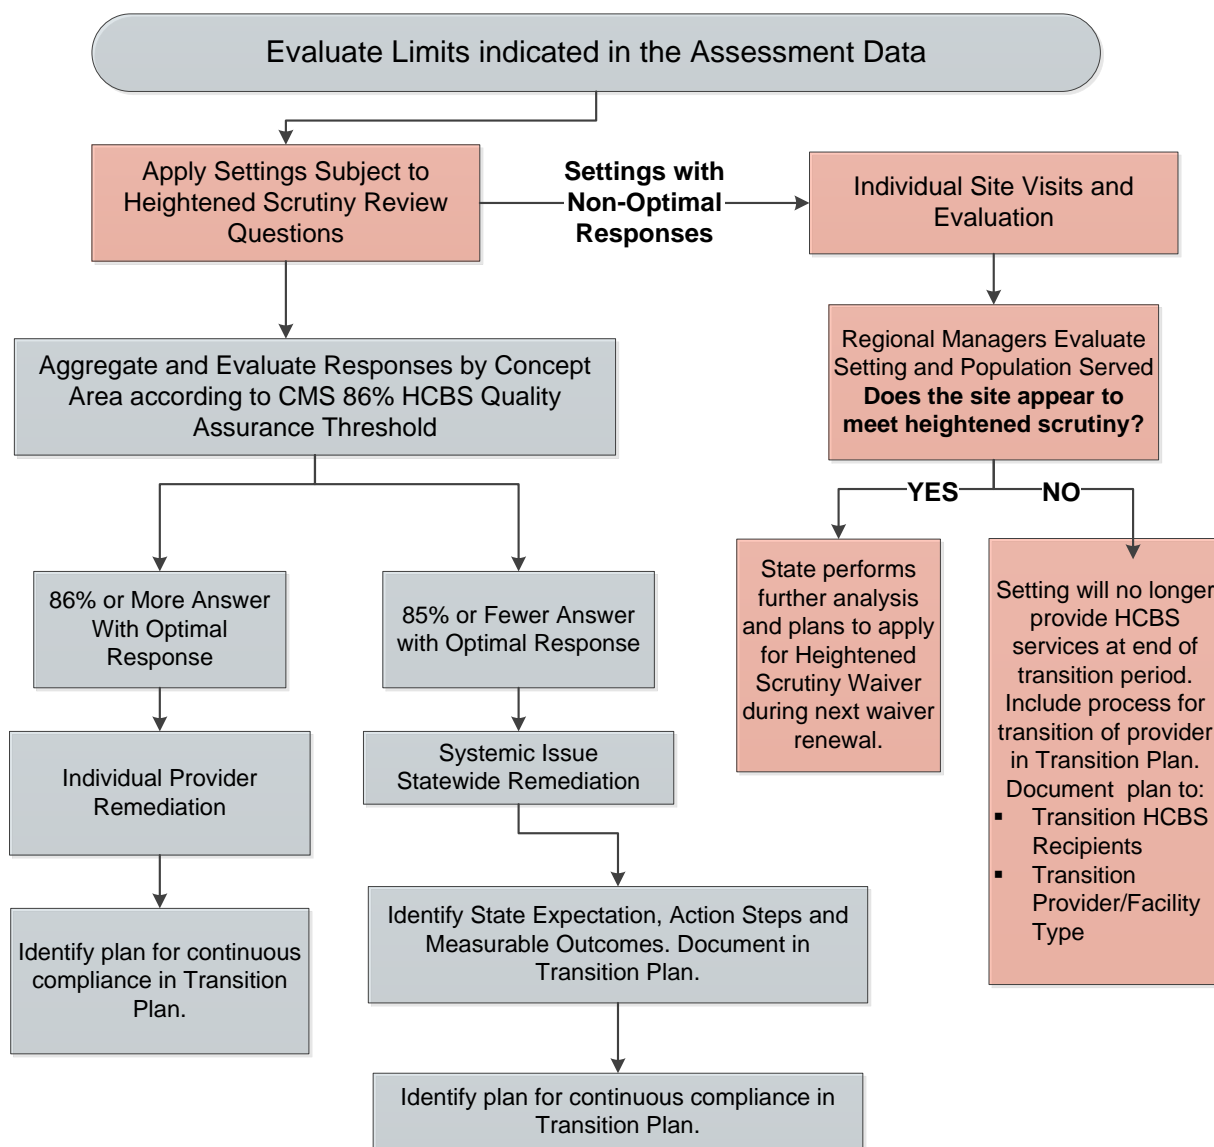 Evaluate Limits indicated in the Assessment Data
Apply Settings Subject to
Heightened Scrutiny Review
Questions
Settings with
Non-Optimal
Responses
Individual Site Visits and
Evaluation
Regional Managers Evaluate
Setting and Population Served
Does the site appear to
meet heightened scrutiny?
YES
NO
State performs
further analysis
and plans to apply
for Heightened
Scrutiny Waiver
during next waiver
renewal.
Setting will no longer
provide HCBS
services at end of
transition period.
Include process for
transition of provider
in Transition Plan.
Document plan to:
▪ Transition HCBS
Recipients
▪ Transition
Provider/Facility
Type
Aggregate and Evaluate Responses by Concept
Area according to CMS 86% HCBS Quality
Assurance Threshold
86% or More Answer
With Optimal
Response
85% or Fewer Answer
with Optimal Response
Individual Provider
Remediation
Systemic Issue
Statewide Remediation
Identify plan for continuous
compliance in Transition
Plan.
Identify State Expectation, Action Steps and
Measurable Outcomes. Document in
Transition Plan.
Identify plan for continuous compliance in
Transition Plan.